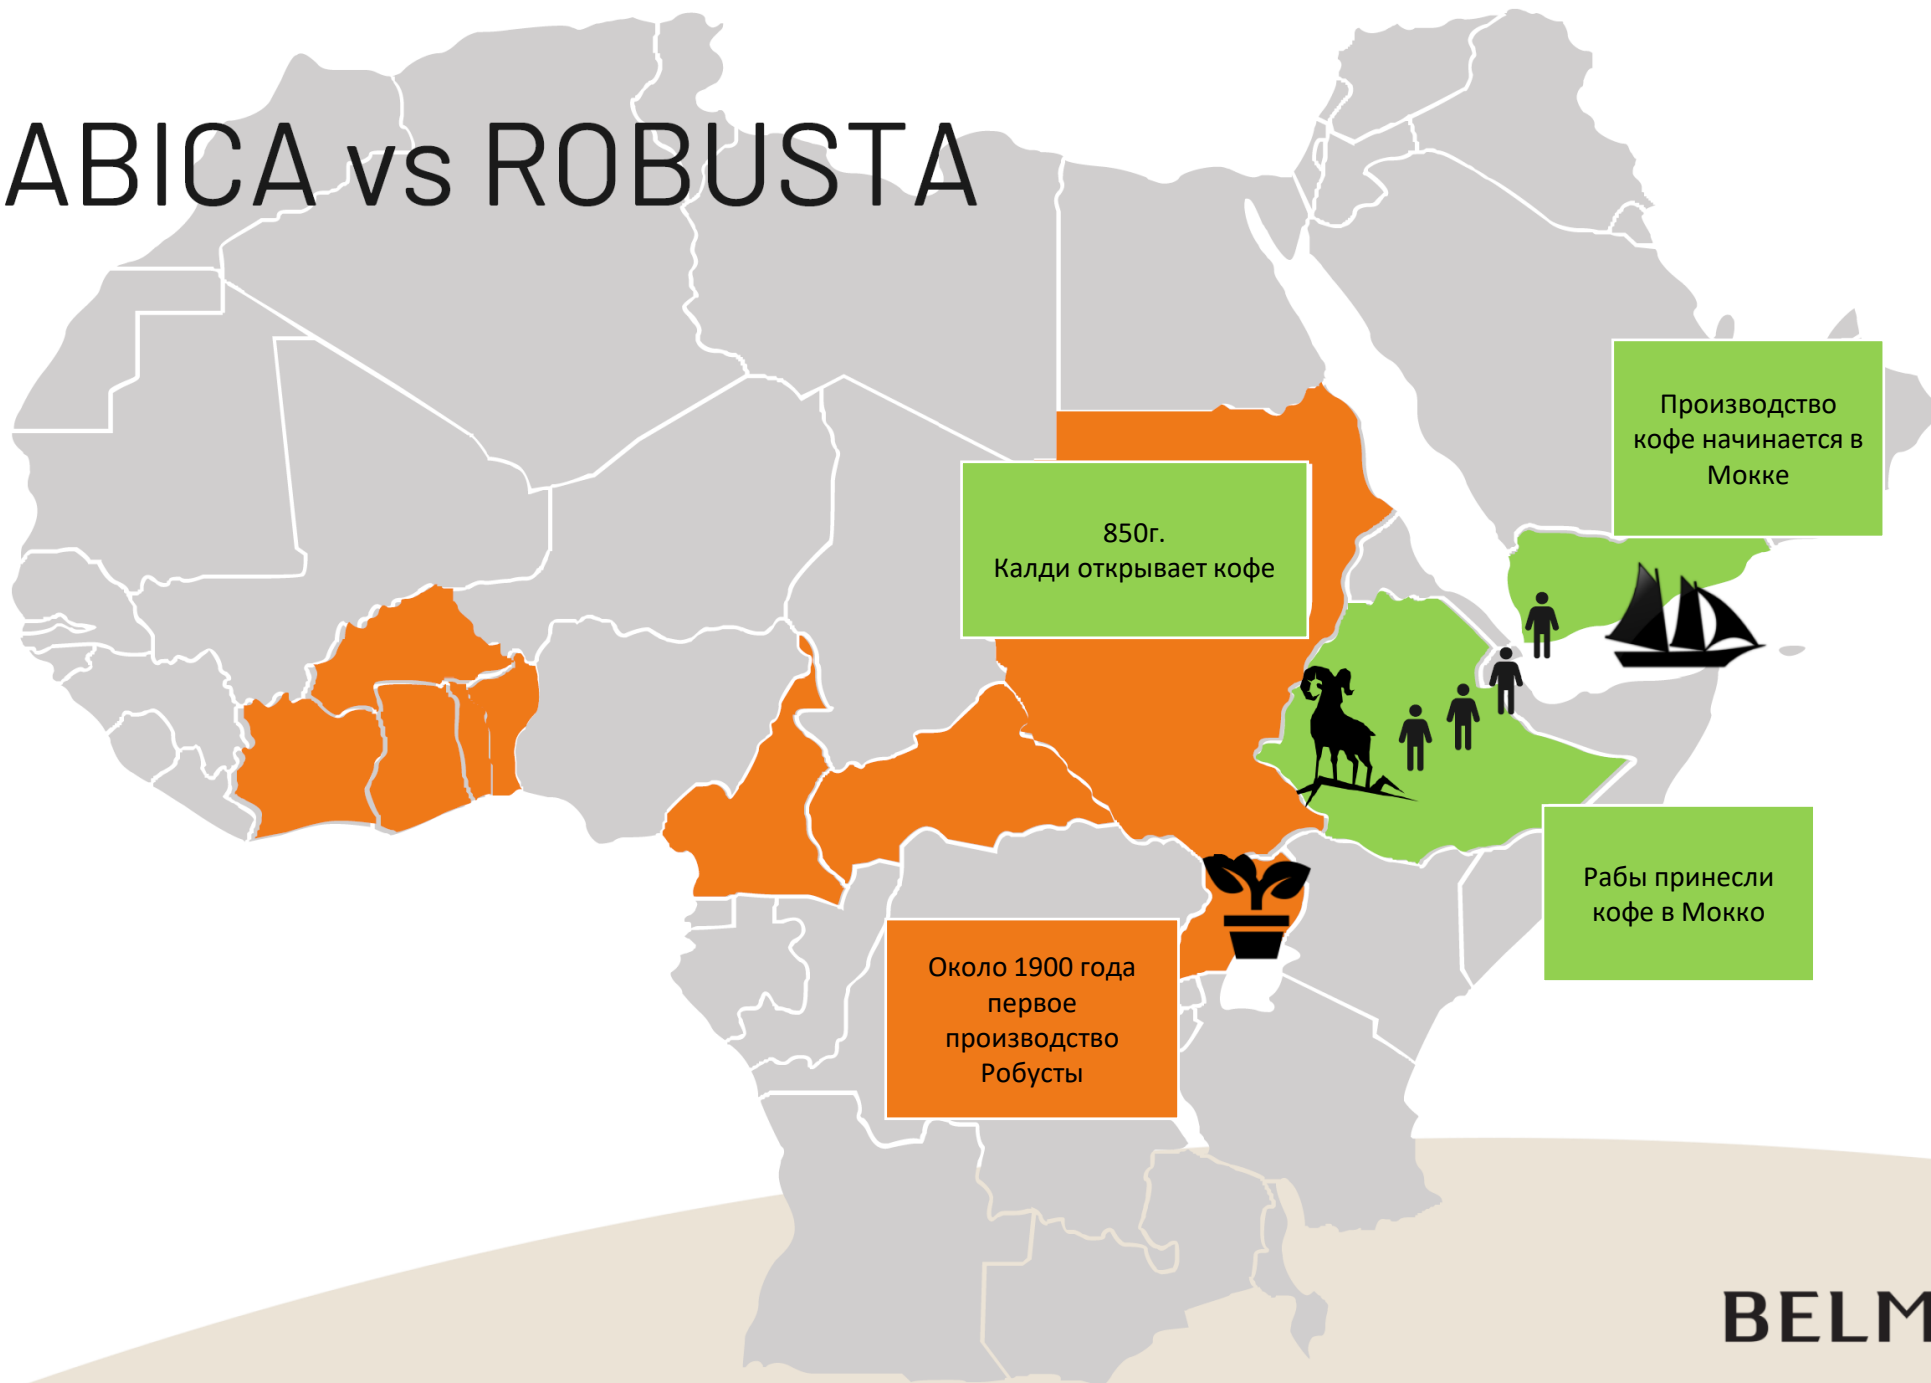 ABICA vs ROBUSTA
Производство
кофе начинается в
Мокке
850г.
Калди открывает кофе
Рабы принесли
кофе в Мокко
Около 1900 года
первое
производство
Робусты
BELM